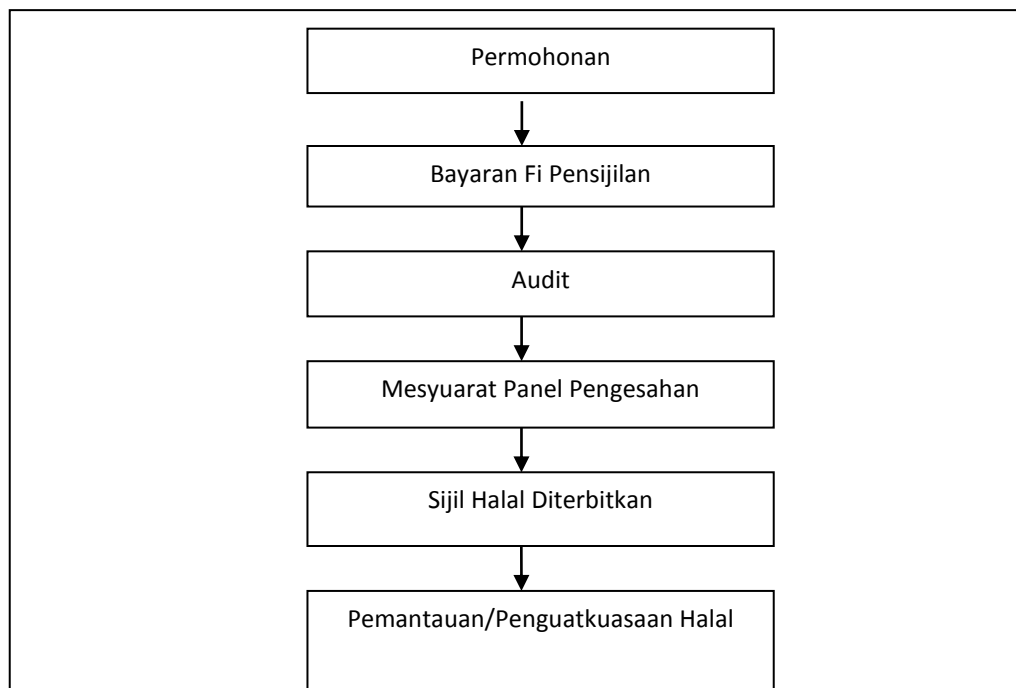 Permohonan
Bayaran Fi Pensijilan
Audit
Mesyuarat Panel Pengesahan
Sijil Halal Diterbitkan
Pemantauan/Penguatkuasaan Halal